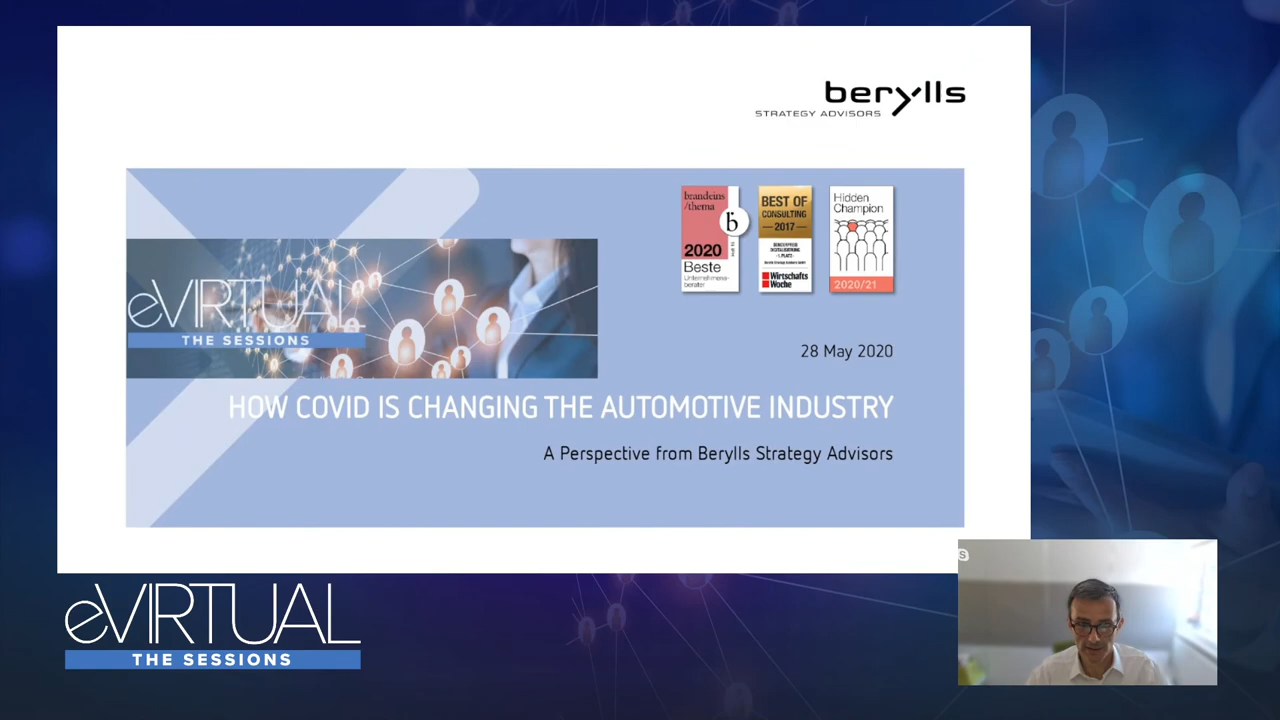 berylls
STRATEGY ADVISORS
brandeins
/thema
b
2020
Beste
Unternehmens-
berater
BEST OF
CONSULTING
2017
Wirtschafts
Woche
Hidden
Champion
2020/21
eVIRTUAL
THE SESSIONS
28 May 2020
HOW COVID IS CHANGING THE AUTOMOTIVE INDUSTRY
A Perspective from Berylls Strategy Advisors
eVIRTUAL
THE SESSIONS
s